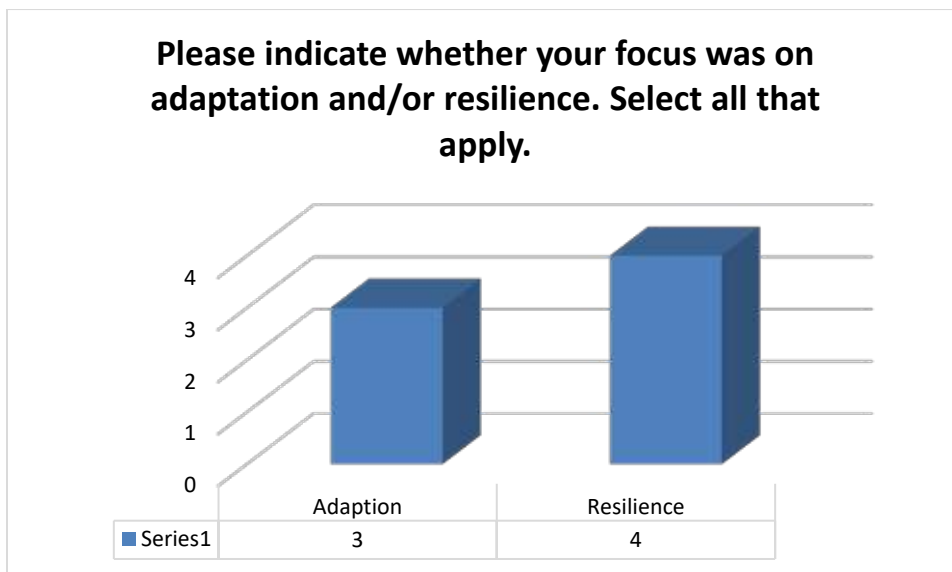 Please indicate whether your focus was on
adaptation and/or resilience. Select all that
apply.
4
3
2
1
0
Adaption Resilience
Series1 3 4